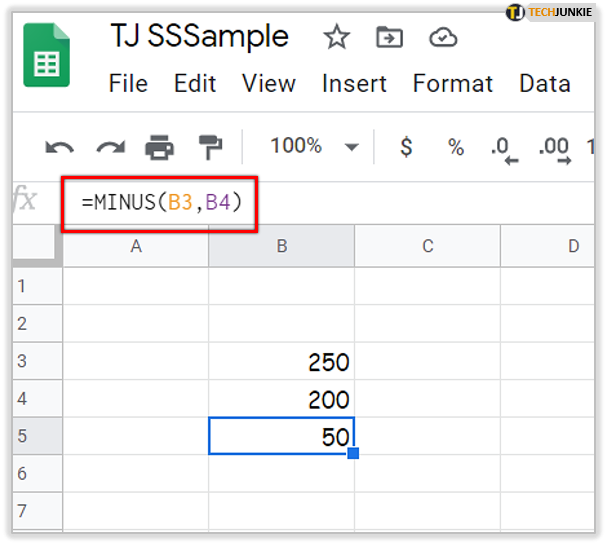 TJ TECHJUNKIE
TJ SSSample
File Edit View Insert Format Data
100% $ % .0 .00 1
fx =MINUS(B3,B4)
A B C D
1
2
3 250
4 200
5 50
6
7